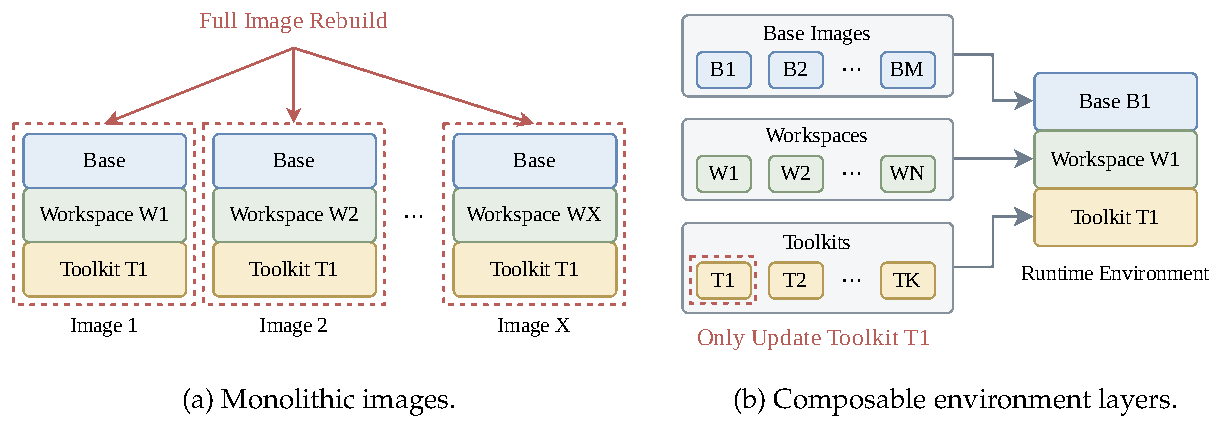 Full Image Rebuild
Base
Workspace W1
Toolkit T1
Image 1
Base
Workspace W2
Toolkit T1
Image 2
...
Base
Workspace WX
Toolkit T1
Image X
(a) Monolithic images.
Base Images
B1 B2 ... BM
Workspaces
W1 W2 ... WN
Toolkits
T1 T2 ... TK
Only Update Toolkit T1
Base B1
Workspace W1
Toolkit T1
Runtime Environment
(b) Composable environment layers.